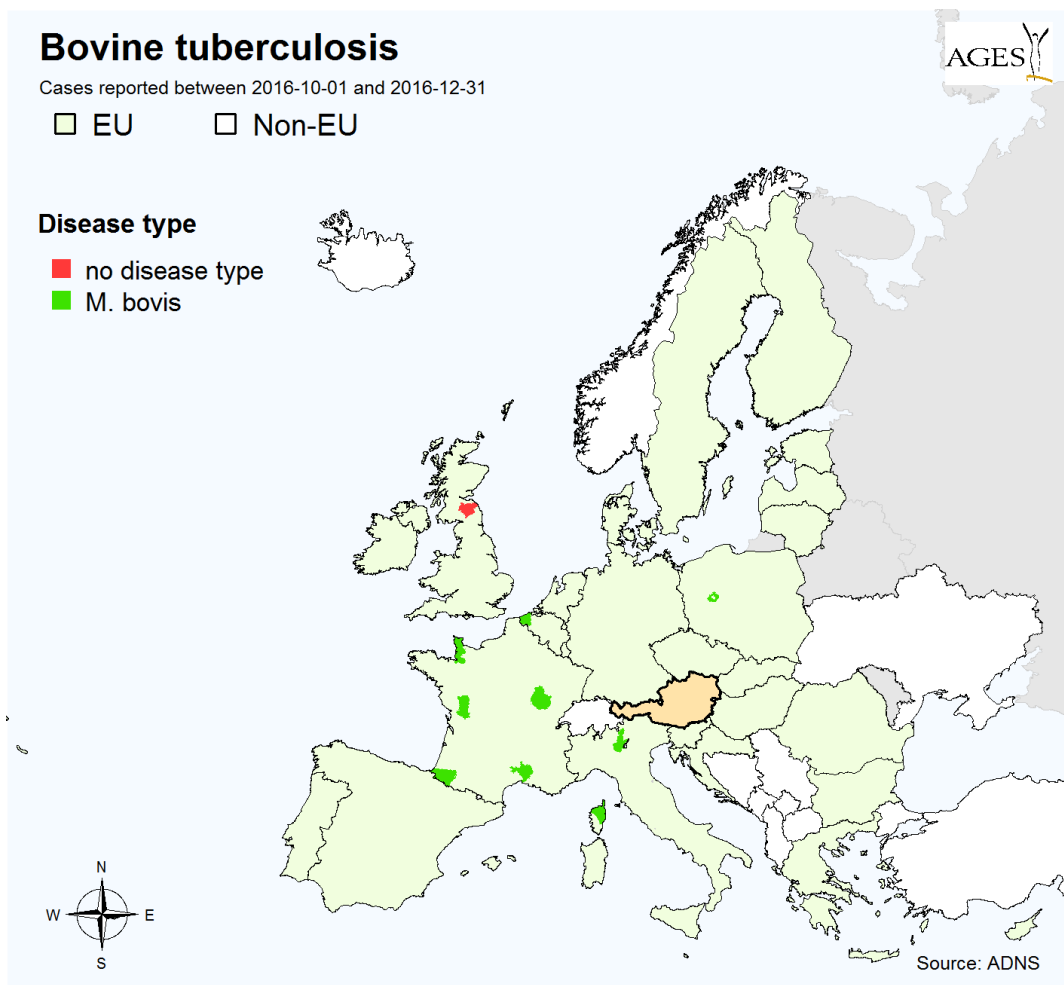 Bovine tuberculosis
Cases reported between 2016-10-01 and 2016-12-31
EU Non-EU
AGES
Disease type
no disease type
M. bovis
N
W E
S
Source: ADNS